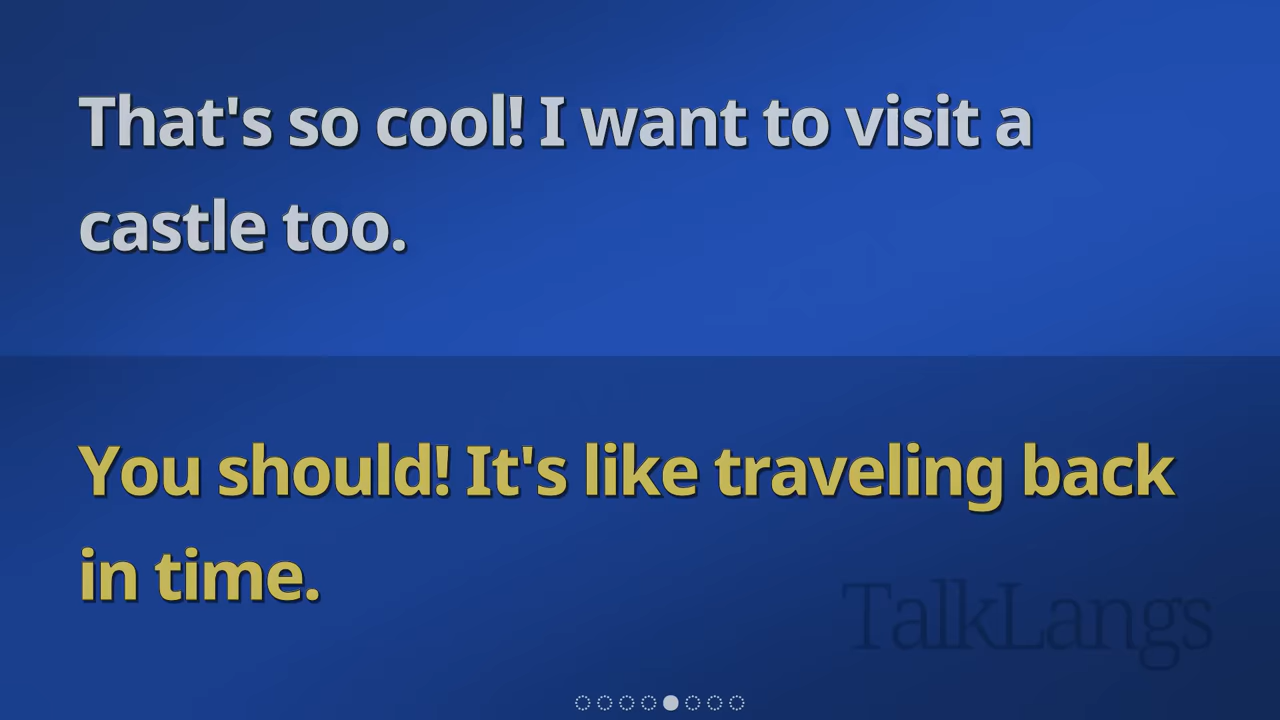 That's so cool! I want to visit a
castle too.
You should! It's like traveling back
in time.
TalkLangs